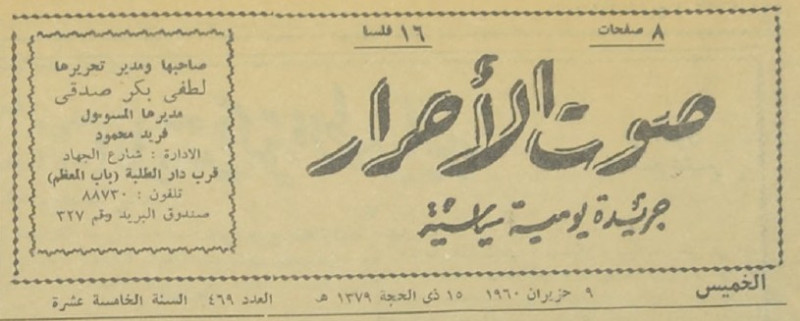 ٨ صفحات
١٦ فلسا
صوت الأحرار
جريدة يومية سياسية
صاحبها ومدير تحريرها
لطفي بكر صدقي
مديرها المسوءول
فريد محمود
الادارة : شارع الجهاد
قرب دار الطلبة (باب المعظم)
تلفون : ٨٨٧٣٠
صندوق البريد رقم ٣٢٧
الخميس
٩ حزيران ١٩٦٠ ١٥ ذي الحجة ١٣٧٩ هـ العدد ٤٦٩ السنة الخامسة عشرة